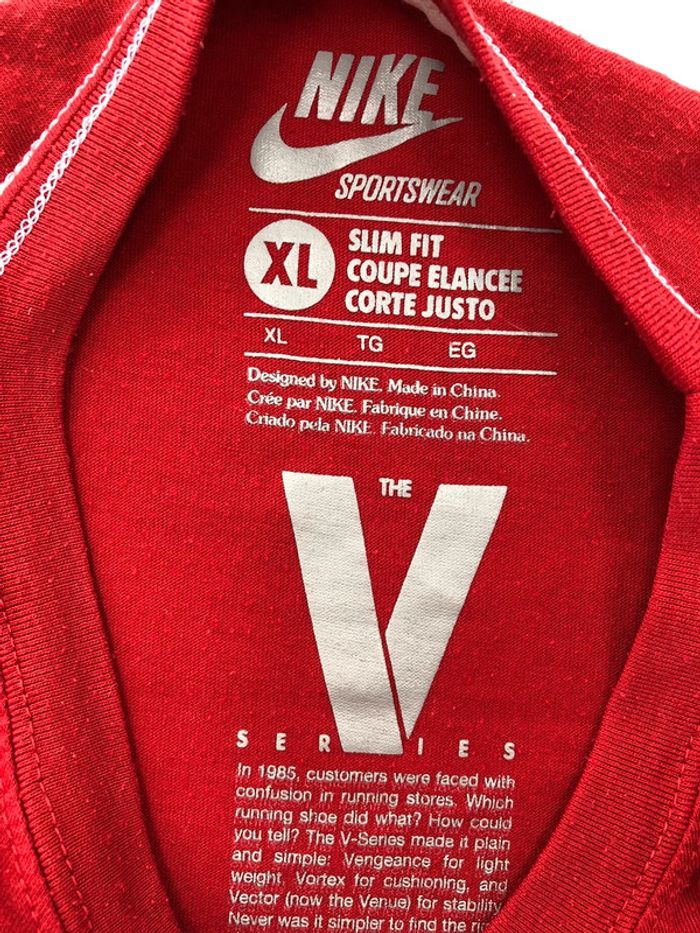 NIKE
SPORTSWEAR
XL
SLIM FIT
COUPE ELANCEE
CORTE JUSTO
XL TG EG
Designed by NIKE. Made in China.
Crée par NIKE. Fabrique en Chine.
Criado pela NIKE. Fabricado na China.
THE
V
SERIES
In 1985, customers were faced with
confusion in running stores. Which
running shoe did what? How could
you tell? The V-Series made it plain
and simple: Vengeance for light
weight, Vortex for cushioning, and
Vector (now the Venue) for stability.
Never was it simpler to find the